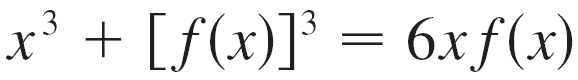 x³ + [f(x)]³ = 6xf(x)